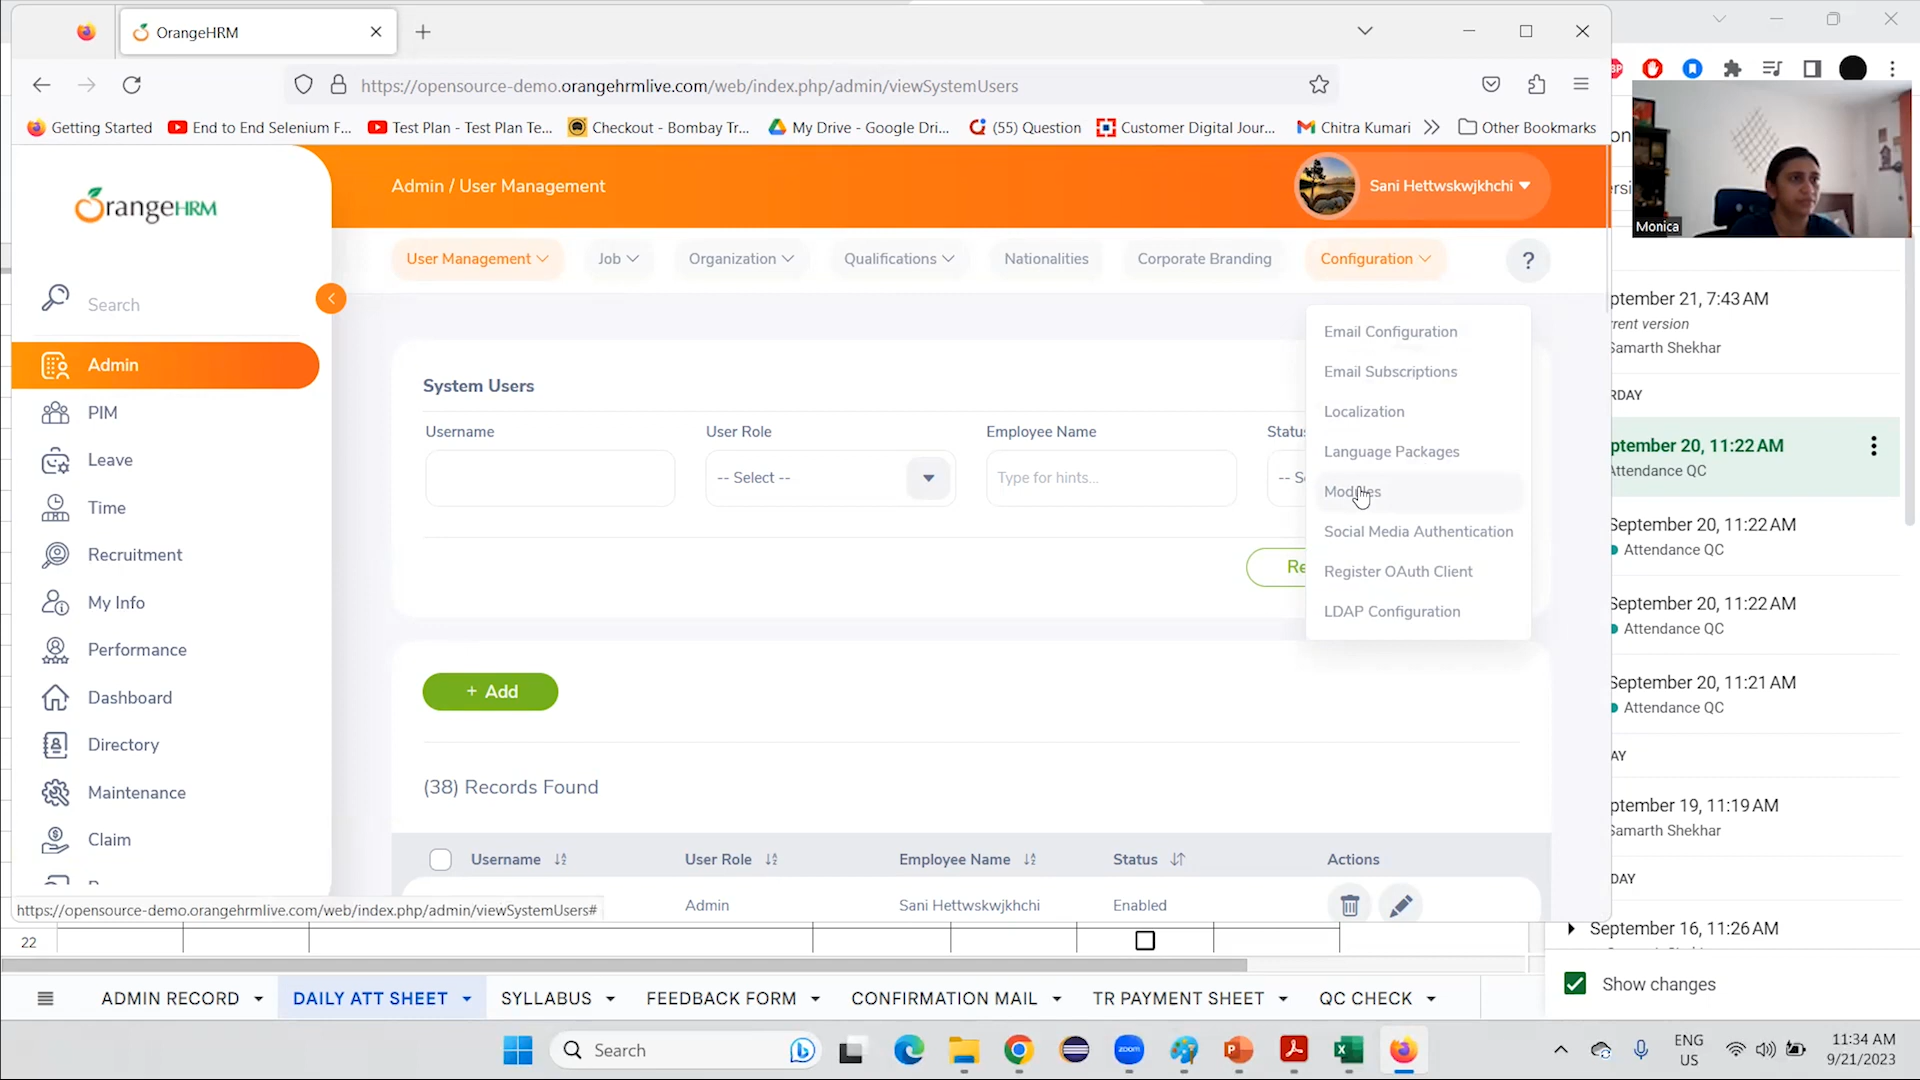 OrangeHRM
https://opensource-demo.orangehrmlive.com/web/index.php/admin/viewSystemUsers
Getting Started
End to End Selenium F...
Test Plan - Test Plan Te...
Checkout - Bombay Tr...
My Drive - Google Dri...
(55) Question
Customer Digital Jour...
Chitra Kumari
Other Bookmarks
OrangeHRM
Admin / User Management
Sani Hettwskwjkhchi
Monica
User Management
Job
Organization
Qualifications
Nationalities
Corporate Branding
Configuration
?
Search
Admin
PIM
Leave
Time
Recruitment
My Info
Performance
Dashboard
Directory
Maintenance
Claim
System Users
Username
User Role
Employee Name
-- Select --
Type for hints...
Email Configuration
Email Subscriptions
Localization
Language Packages
Modules
Social Media Authentication
Register OAuth Client
LDAP Configuration
+ Add
(38) Records Found
Username
User Role
Employee Name
Status
Actions
Admin
Sani Hettwskwjkhchi
Enabled
https://opensource-demo.orangehrmlive.com/web/index.php/admin/viewSystemUsers#
ptember 21, 7:43 AM
rent version
Samarth Shekhar
RDAY
ptember 20, 11:22 AM
Attendance QC
September 20, 11:22 AM
Attendance QC
September 20, 11:22 AM
Attendance QC
September 20, 11:21 AM
Attendance QC
AY
ptember 19, 11:19 AM
Samarth Shekhar
DAY
September 16, 11:26 AM
Show changes
22
ADMIN RECORD
DAILY ATT SHEET
SYLLABUS
FEEDBACK FORM
CONFIRMATION MAIL
TR PAYMENT SHEET
QC CHECK
Search
zoom
ENG
US
11:34 AM
9/21/2023